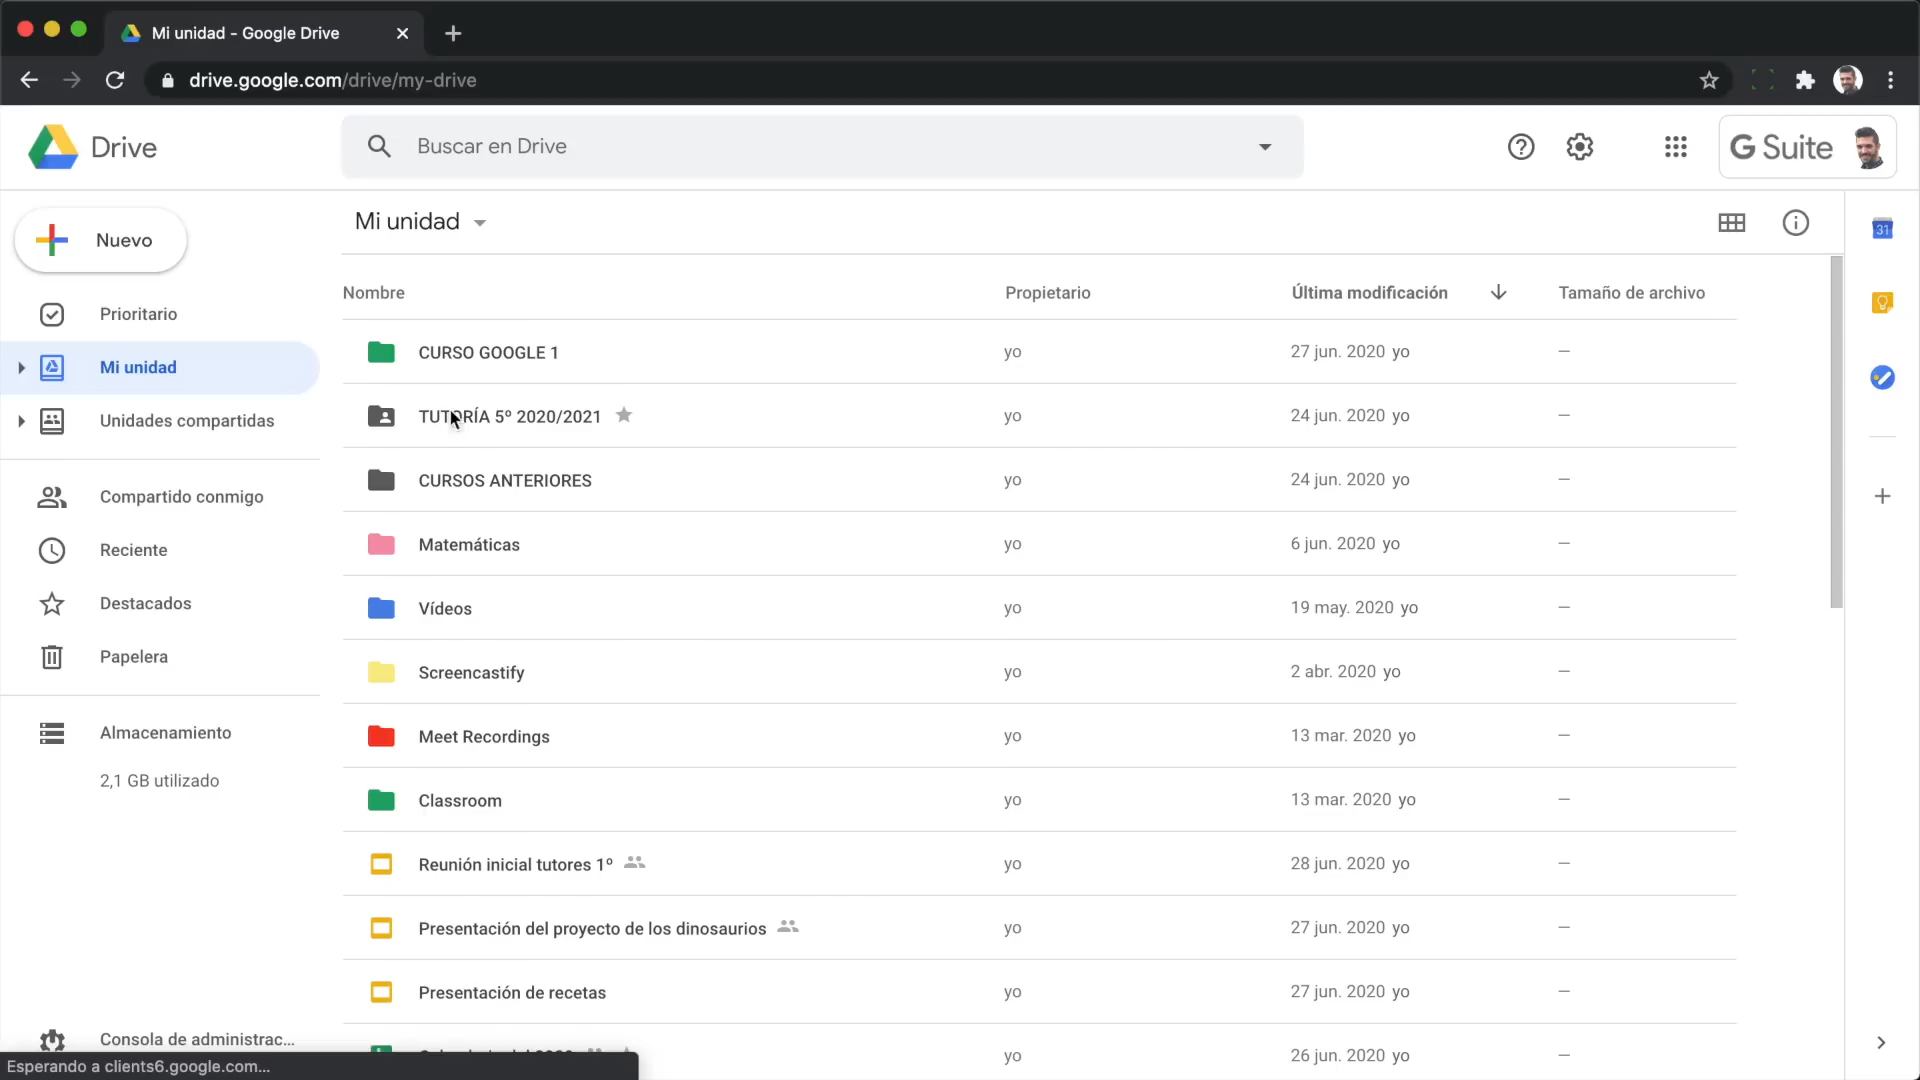 Mi unidad - Google Drive
drive.google.com/drive/my-drive
Drive
Buscar en Drive
G Suite
Nuevo
Prioritario
Mi unidad
Unidades compartidas
Compartido conmigo
Reciente
Destacados
Papelera
Almacenamiento
2,1 GB utilizado
Consola de administrac...
Mi unidad
Nombre Propietario Última modificación Tamaño de archivo
CURSO GOOGLE 1 yo 27 jun. 2020 yo —
TUTORÍA 5º 2020/2021 yo 24 jun. 2020 yo —
CURSOS ANTERIORES yo 24 jun. 2020 yo —
Matemáticas yo 6 jun. 2020 yo —
Vídeos yo 19 may. 2020 yo —
Screencastify yo 2 abr. 2020 yo —
Meet Recordings yo 13 mar. 2020 yo —
Classroom yo 13 mar. 2020 yo —
Reunión inicial tutores 1º yo 28 jun. 2020 yo —
Presentación del proyecto de los dinosaurios yo 27 jun. 2020 yo —
Presentación de recetas yo 27 jun. 2020 yo —
yo 26 jun. 2020 yo —
31
Esperando a clients6.google.com...